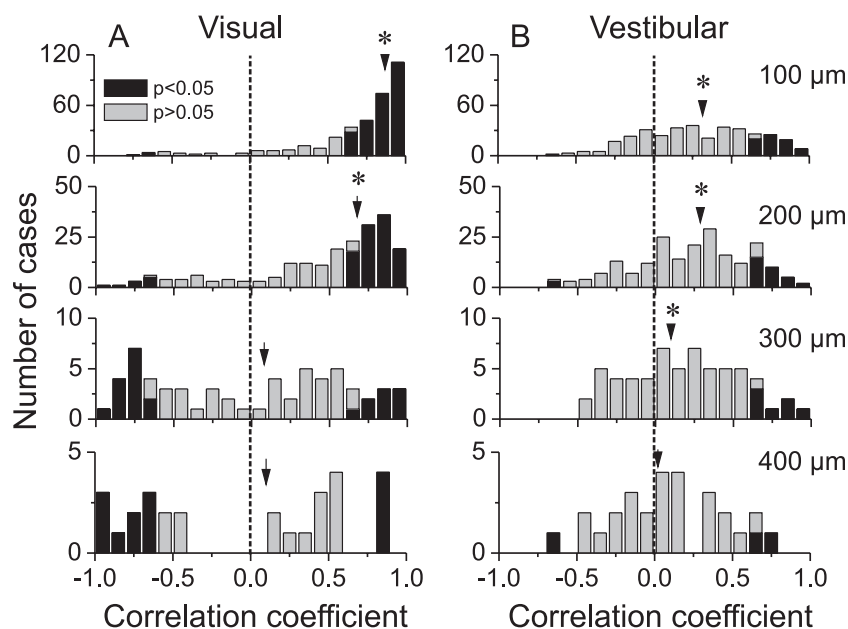 A
Visual
B
Vestibular
120
60
0
p<0.05
p>0.05
*
*
100 µm
50
25
0
*
*
200 µm
10
5
0
*
300 µm
5
0
400 µm
Number of cases
-1.0 -0.5 0.0 0.5 1.0
-1.0 -0.5 0.0 0.5 1.0
Correlation coefficient
Correlation coefficient